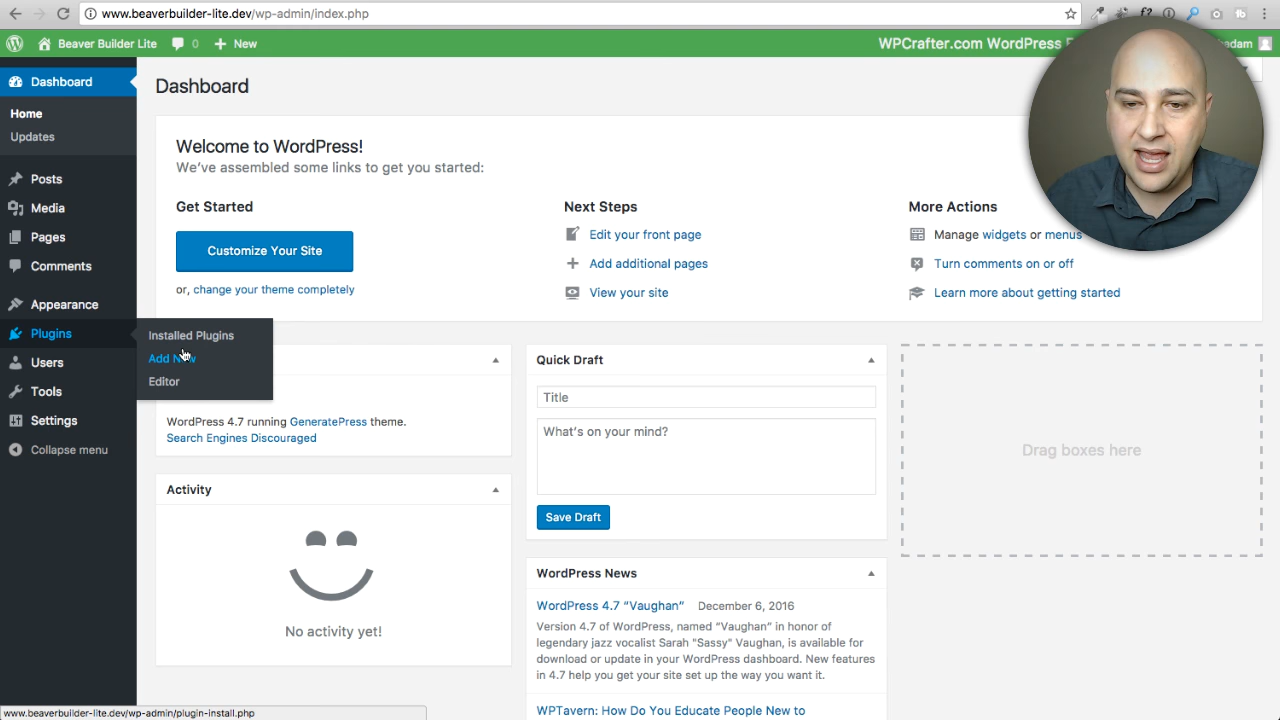 www.beaverbuilder-lite.dev/wp-admin/index.php
Beaver Builder Lite
0
New
WPCrafter.com WordPress
adam
Dashboard
Home
Updates
Posts
Media
Pages
Comments
Appearance
Plugins
Users
Tools
Settings
Collapse menu
Installed Plugins
Add New
Editor
Dashboard
Welcome to WordPress!
We've assembled some links to get you started:
Get Started
Customize Your Site
or, change your theme completely
Next Steps
Edit your front page
Add additional pages
View your site
More Actions
Manage widgets or menus
Turn comments on or off
Learn more about getting started
WordPress 4.7 running GeneratePress theme.
Search Engines Discouraged
Activity
No activity yet!
Quick Draft
Title
What's on your mind?
Save Draft
WordPress News
WordPress 4.7 “Vaughan” December 6, 2016
Version 4.7 of WordPress, named “Vaughan” in honor of
legendary jazz vocalist Sarah "Sassy" Vaughan, is available for
download or update in your WordPress dashboard. New features
in 4.7 help you get your site set up the way you want it.
WPTavern: How Do You Educate People New to
Drag boxes here
www.beaverbuilder-lite.dev/wp-admin/plugin-install.php